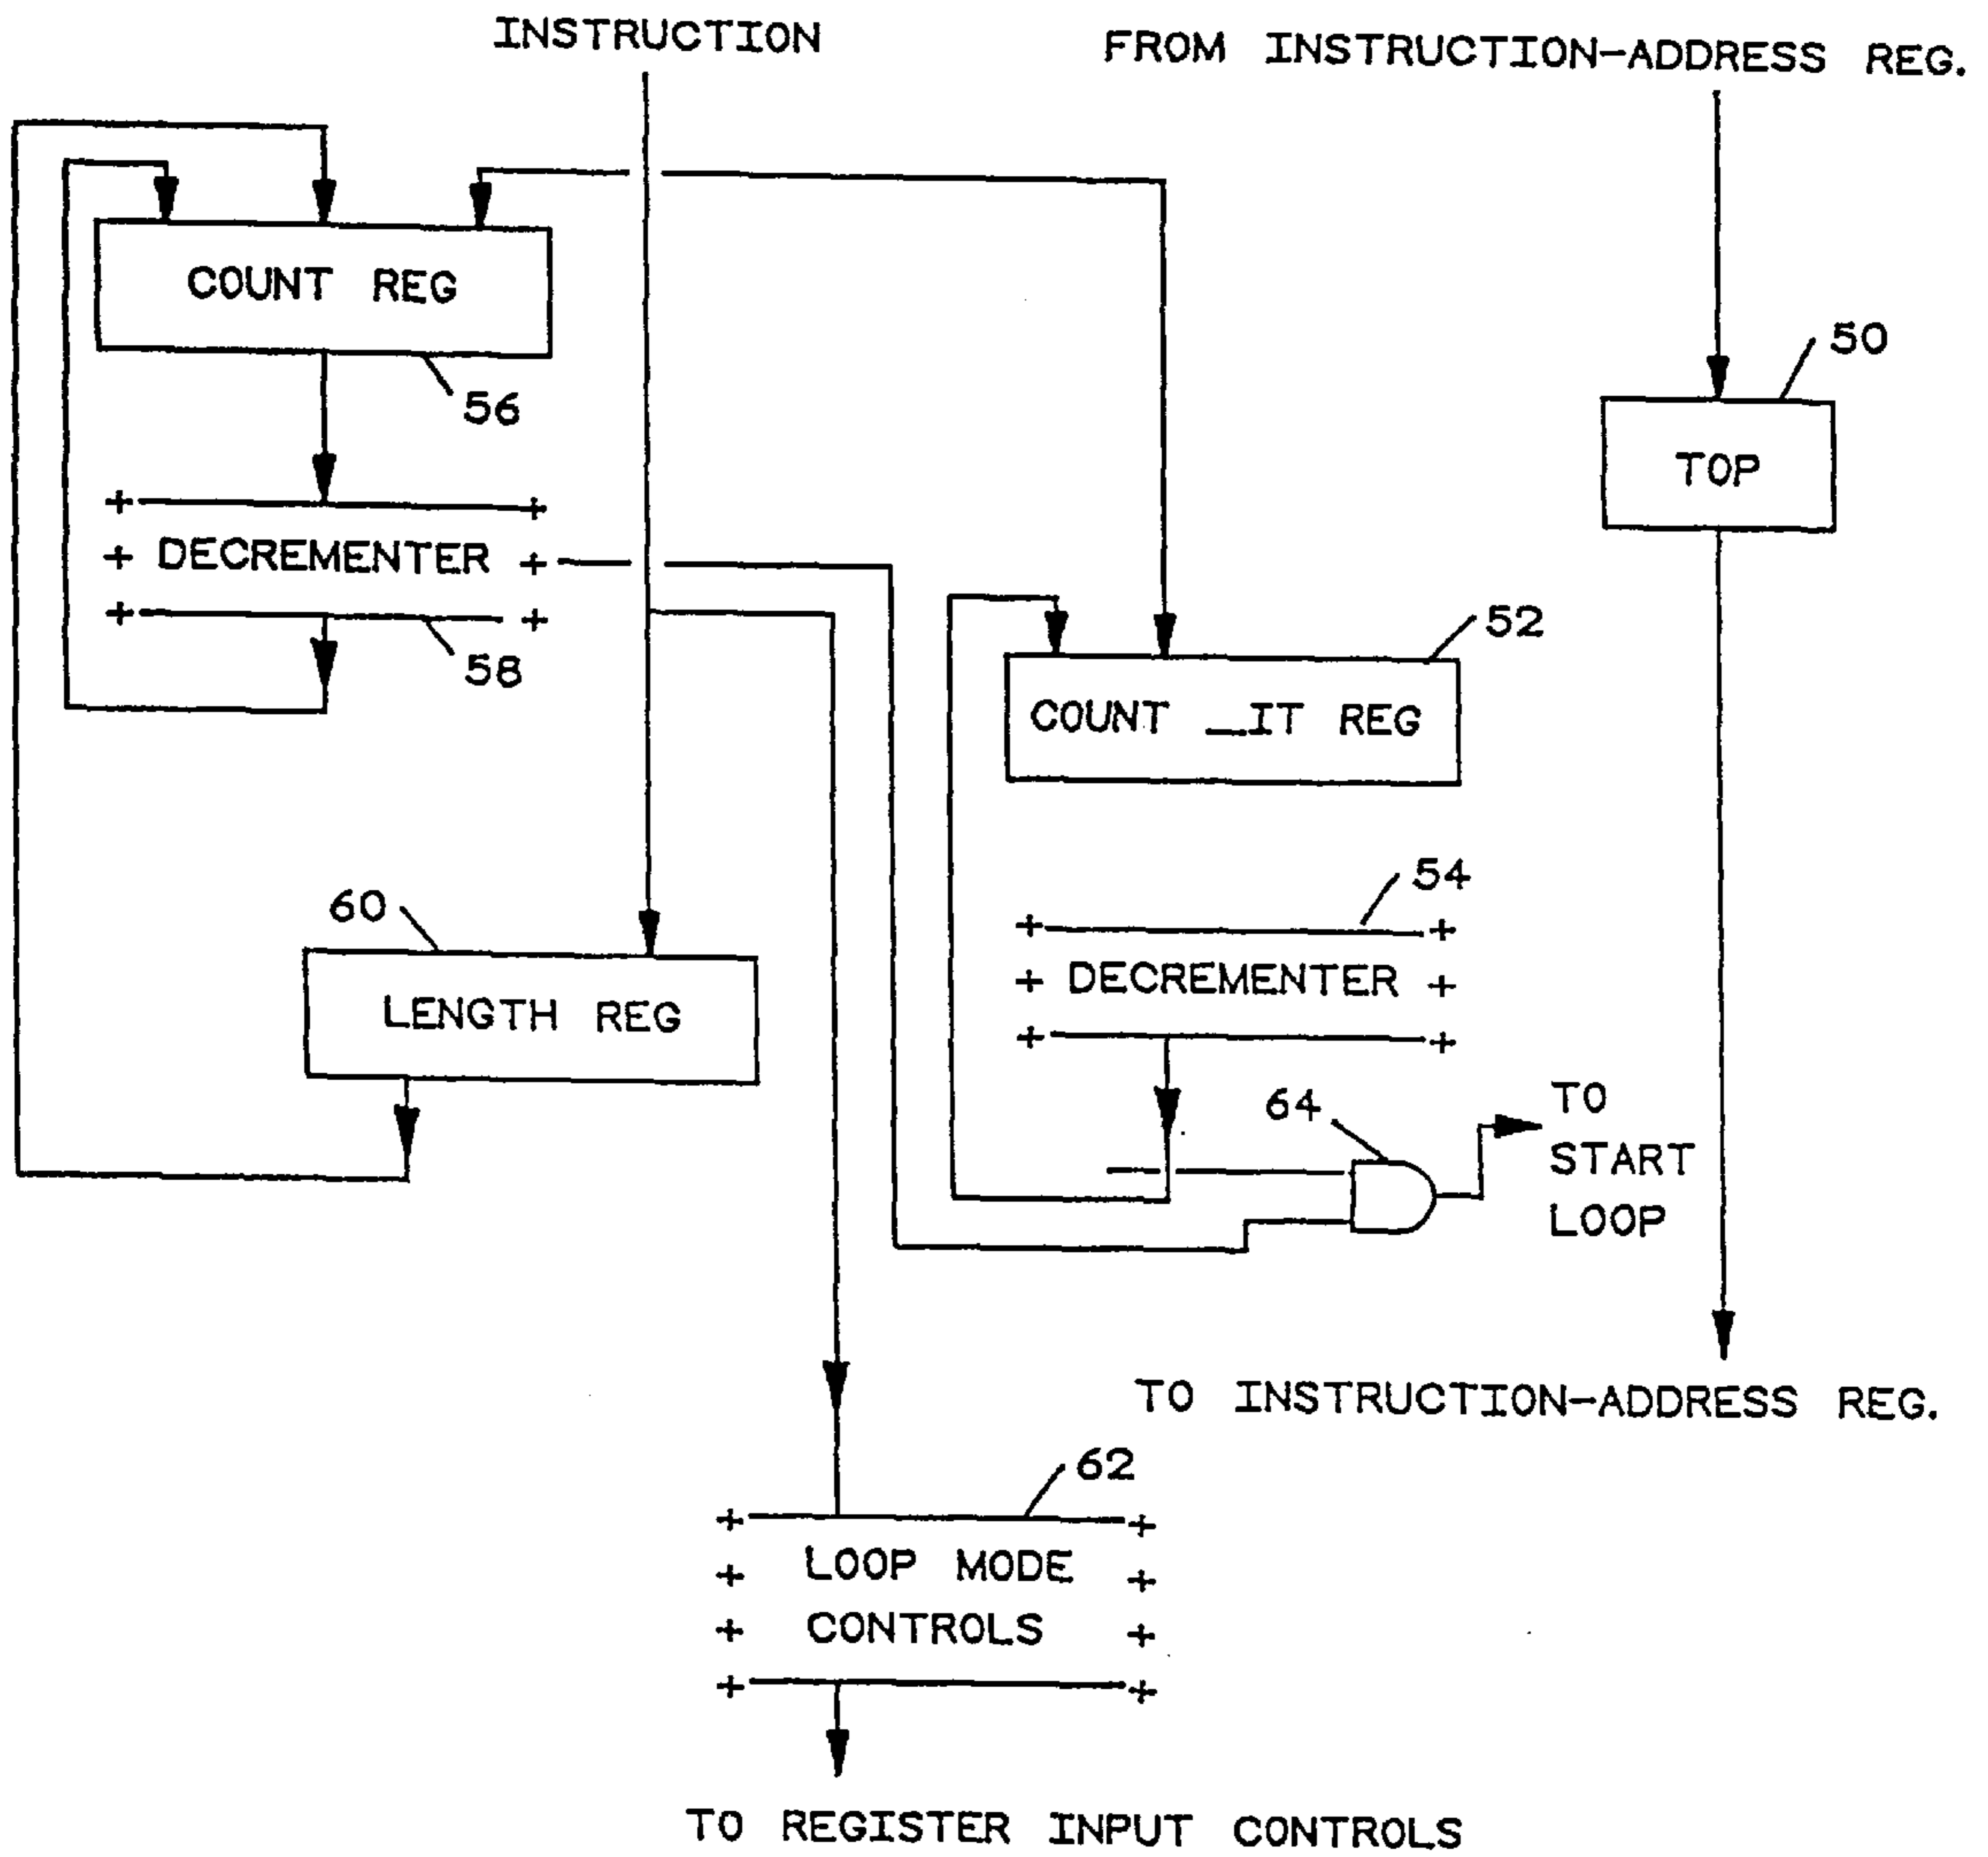 INSTRUCTION
FROM INSTRUCTION-ADDRESS REG.
COUNT REG
56
50
TOP
+ +
+ DECREMENTER +
+ +
58
52
COUNT _IT REG
60
LENGTH REG
54
+ +
+ DECREMENTER +
+ +
64
TO
START
LOOP
TO INSTRUCTION-ADDRESS REG.
62
+ +
+ LOOP MODE +
+ CONTROLS +
+ +
TO REGISTER INPUT CONTROLS